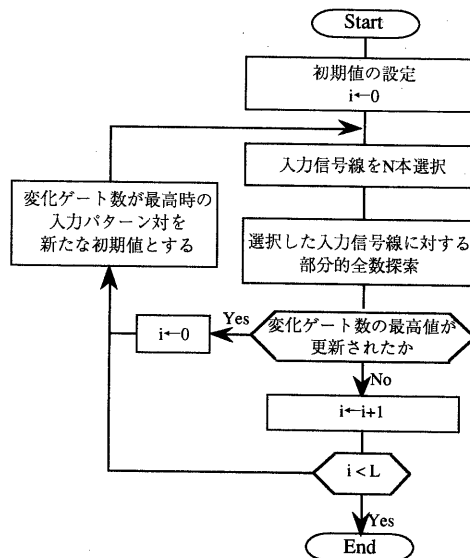 Start
初期値の設定
i←0
入力信号線をN本選択
変化ゲート数が最高時の
入力パターン対を
新たな初期値とする
選択した入力信号線に対する
部分的全数探索
変化ゲート数の最高値が
更新されたか
Yes
i←0
No
i←i+1
i < L
Yes
End